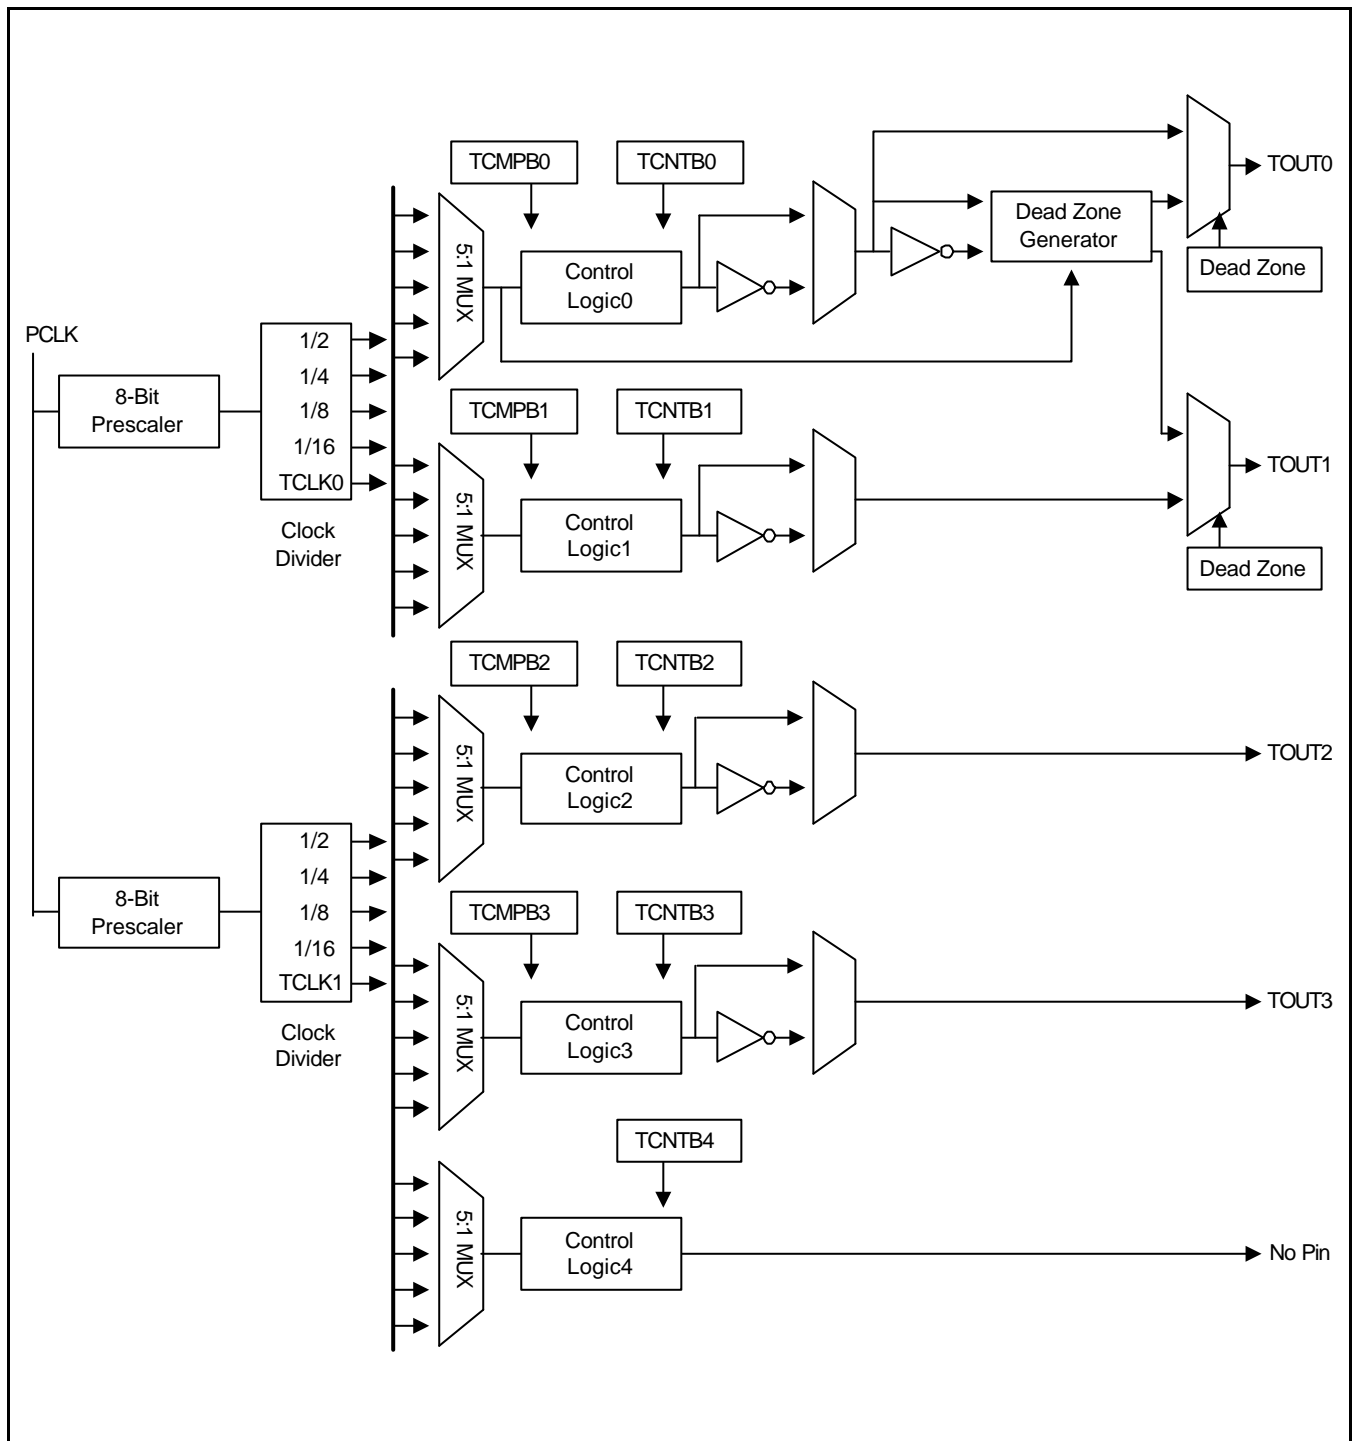 TCMPB0
TCNTB0
TOUT0
Dead Zone
Generator
5:1 MUX
Control
Logic0
Dead Zone
PCLK
1/2
1/4
1/8
1/16
TCLK0
8-Bit
Prescaler
Clock
Divider
TCMPB1
TCNTB1
TOUT1
5:1 MUX
Control
Logic1
Dead Zone
TCMPB2
TCNTB2
TOUT2
5:1 MUX
Control
Logic2
1/2
1/4
1/8
1/16
TCLK1
8-Bit
Prescaler
Clock
Divider
TCMPB3
TCNTB3
TOUT3
5:1 MUX
Control
Logic3
TCNTB4
5:1 MUX
Control
Logic4
No Pin